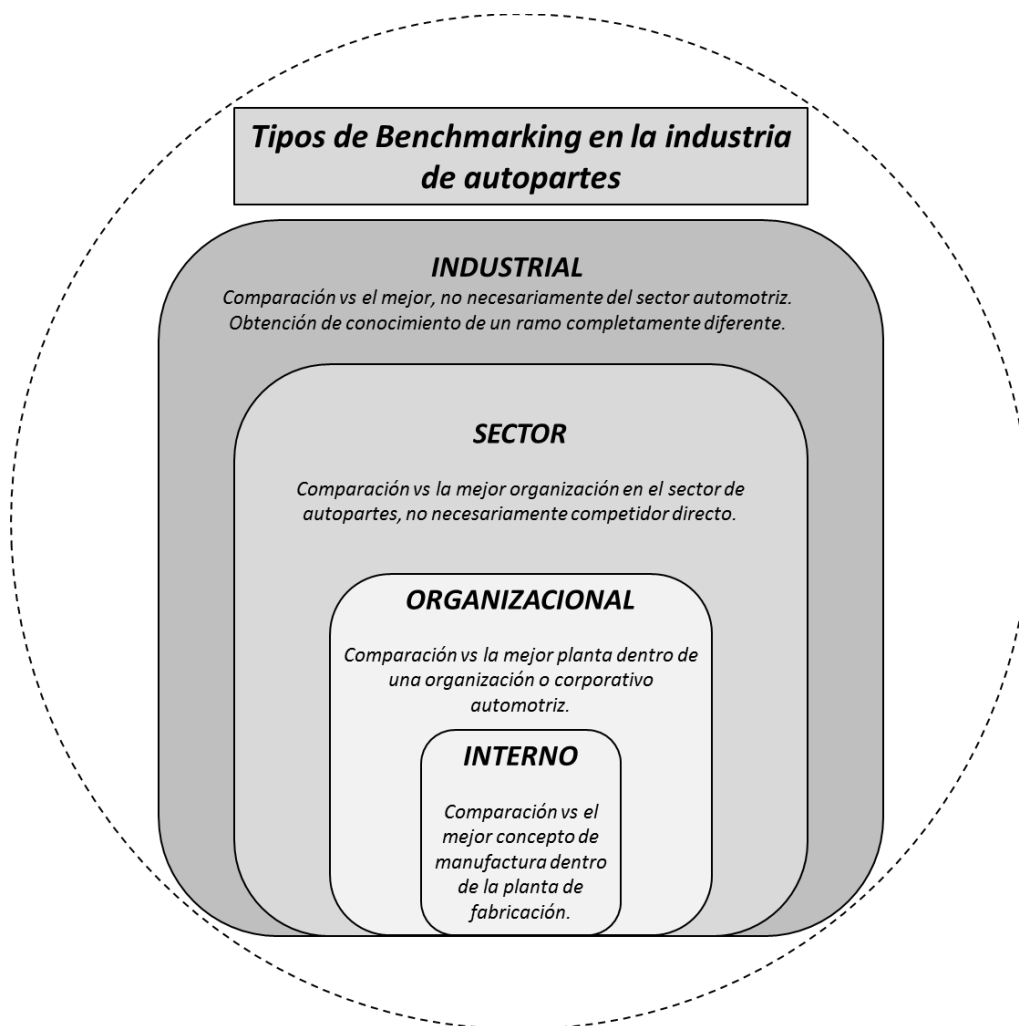 Tipos de Benchmarking en la industria
de autopartes
INDUSTRIAL
Comparación vs el mejor, no necesariamente del sector automotriz.
Obtención de conocimiento de un ramo completamente diferente.
SECTOR
Comparación vs la mejor organización en el sector de
autopartes, no necesariamente competidor directo.
ORGANIZACIONAL
Comparación vs la mejor planta dentro de
una organización o corporativo
automotriz.
INTERNO
Comparación vs el
mejor concepto de
manufactura dentro
de la planta de
fabricación.